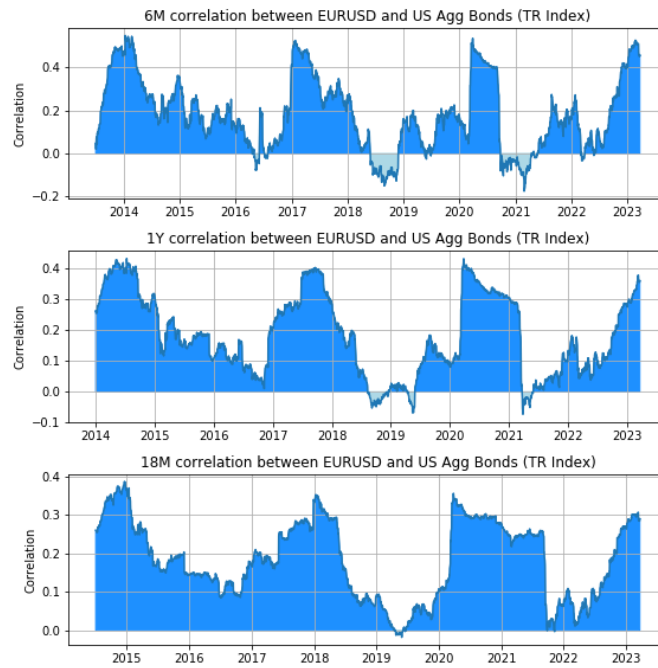 6M correlation between EURUSD and US Agg Bonds (TR Index)
Correlation
0.4
0.2
0.0
−0.2
2014 2015 2016 2017 2018 2019 2020 2021 2022 2023
1Y correlation between EURUSD and US Agg Bonds (TR Index)
Correlation
0.4
0.3
0.2
0.1
0.0
−0.1
2014 2015 2016 2017 2018 2019 2020 2021 2022 2023
18M correlation between EURUSD and US Agg Bonds (TR Index)
Correlation
0.4
0.3
0.2
0.1
0.0
2015 2016 2017 2018 2019 2020 2021 2022 2023